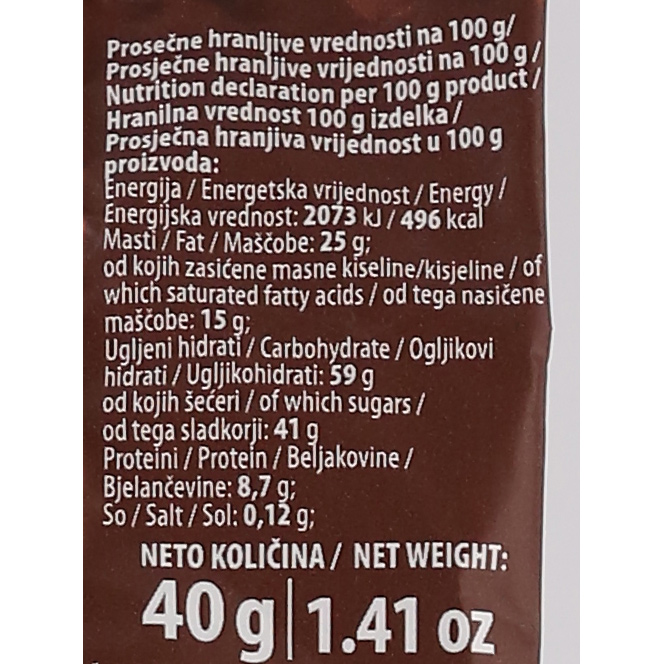 Prosečne hranljive vrednosti na 100 g/
Prosječne hranljive vrijednosti na 100 g/
Nutrition declaration per 100 g product/
Hranilna vrednost 100 g izdelka/
Prosječna hranjiva vrijednost u 100 g
proizvoda:
Energija / Energetska vrijednost / Energy /
Energijska vrednost: 2073 kJ / 496 kcal
Masti / Fat / Maščobe: 25 g;
od kojih zasićene masne kiseline/kisjeline / of
which saturated fatty acids / od tega nasičene
maščobe: 15 g;
Ugljeni hidrati / Carbohydrate / Ogljikovi
hidrati / Ugljikohidrati: 59 g
od kojih šećeri / of which sugars /
od tega sladkorji: 41 g
Proteini / Protein / Beljakovine /
Bjelančevine: 8,7 g;
So / Salt / Sol: 0,12 g;
NETO KOLIČINA / NET WEIGHT:
40 g | 1.41 oz